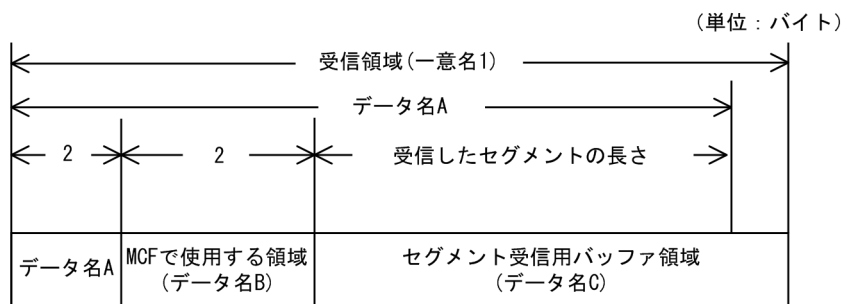 (単位：バイト)
受信領域(一意名1)
データ名A
2
2
受信したセグメントの長さ
データ名A
MCFで使用する領域
(データ名B)
セグメント受信用バッファ領域
(データ名C)